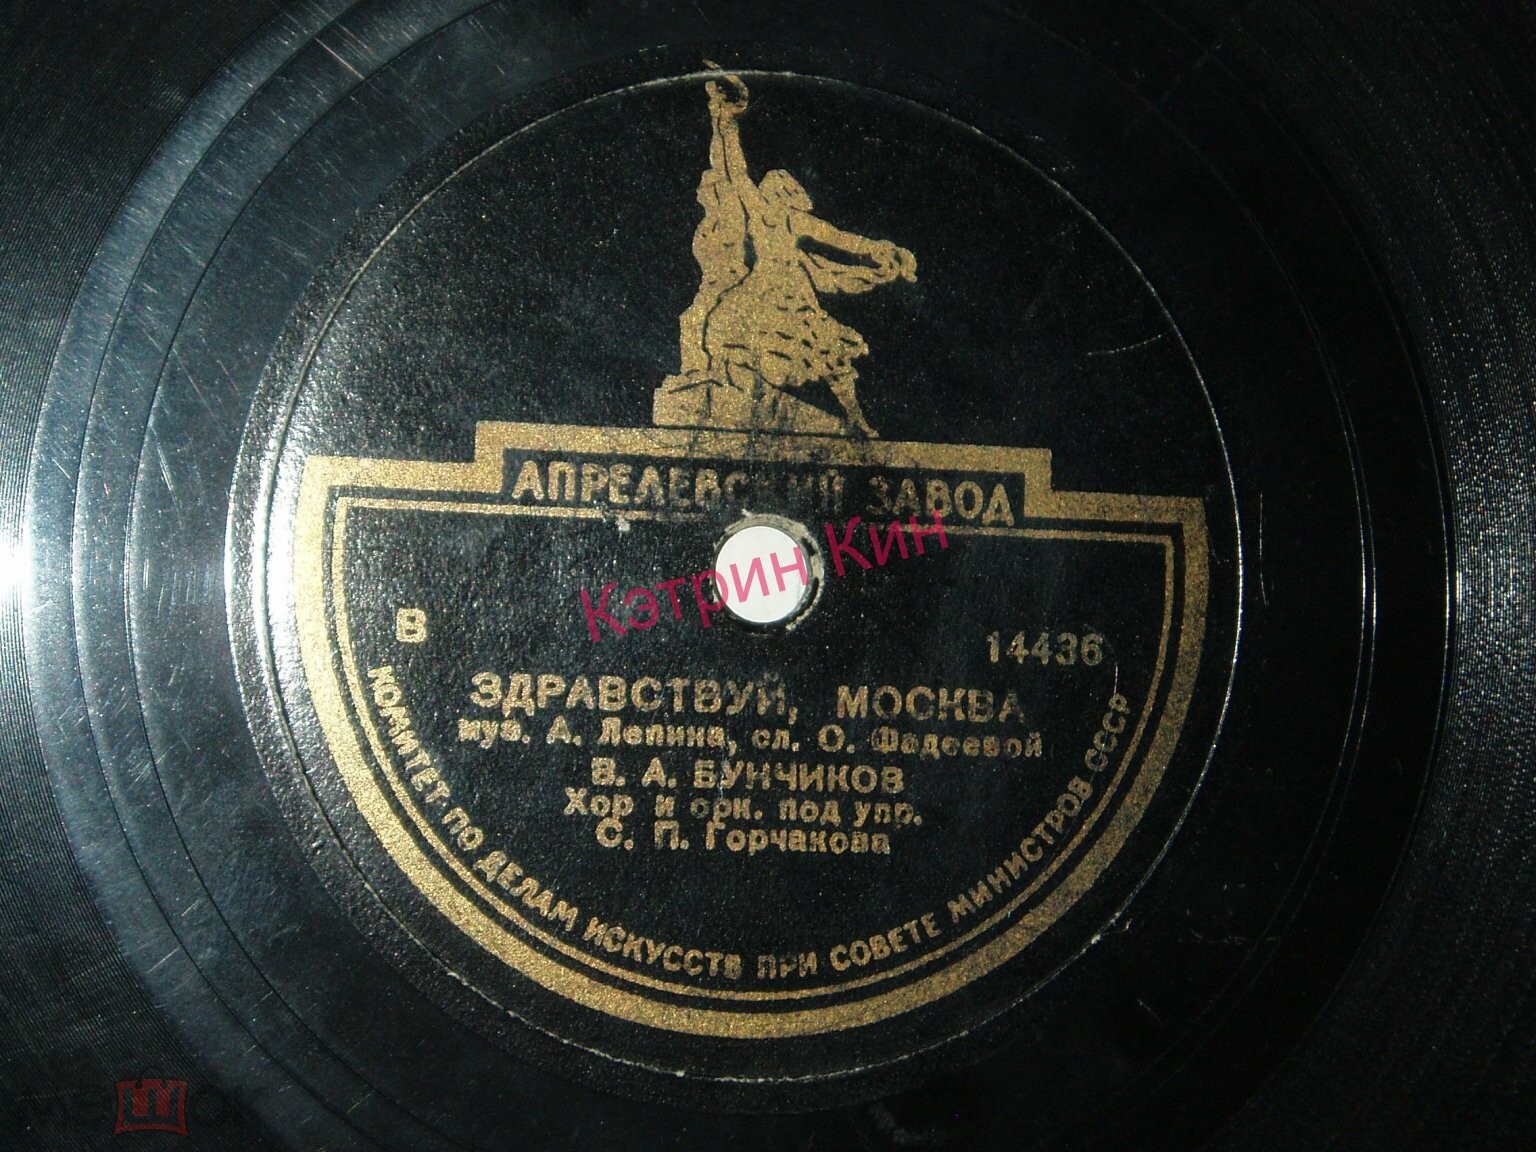 АПРЕЛЕВСКИЙ ЗАВОД
Кэтрин Кин
В 14436
ЗДРАВСТВУЙ, МОСКВА
муз. А. Лепина, сл. О. Фадеевой
В. А. БУНЧИКОВ
Хор и орк. под упр.
С. П. Горчакова
КОМИТЕТ ПО ДЕЛАМ ИСКУССТВ ПРИ СОВЕТЕ МИНИСТРОВ СССР
мешок